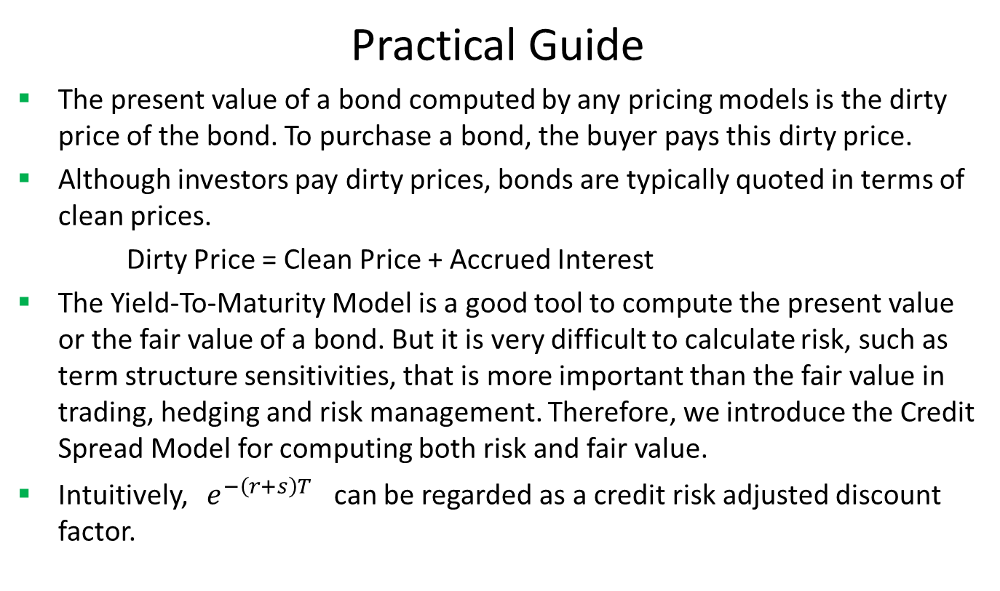 Practical Guide
▪ The present value of a bond computed by any pricing models is the dirty
price of the bond. To purchase a bond, the buyer pays this dirty price.
▪ Although investors pay dirty prices, bonds are typically quoted in terms of
clean prices.
Dirty Price = Clean Price + Accrued Interest
▪ The Yield-To-Maturity Model is a good tool to compute the present value
or the fair value of a bond. But it is very difficult to calculate risk, such as
term structure sensitivities, that is more important than the fair value in
trading, hedging and risk management. Therefore, we introduce the Credit
Spread Model for computing both risk and fair value.
▪ Intuitively, $e^{-(r+s)T}$ can be regarded as a credit risk adjusted discount
factor.